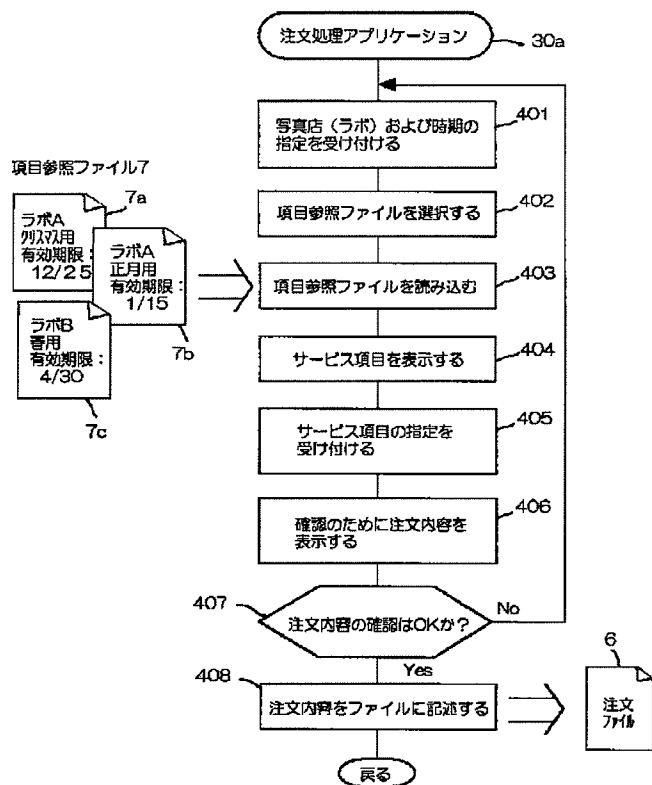 注文処理アプリケーション
30a
写真店（ラボ）および時期の
指定を受け付ける
401
項目参照ファイル7
7a
ラボA
クリスマス用
有効期限：
12/25
ラボA
正月用
有効期限：
1/15
7b
ラボB
春用
有効期限：
4/30
7c
項目参照ファイルを選択する
402
項目参照ファイルを読み込む
403
サービス項目を表示する
404
サービス項目の指定を
受け付ける
405
確認のために注文内容を
表示する
406
407
注文内容の確認はOKか？
No
Yes
408
注文内容をファイルに記述する
6
注文
ファイル
戻る